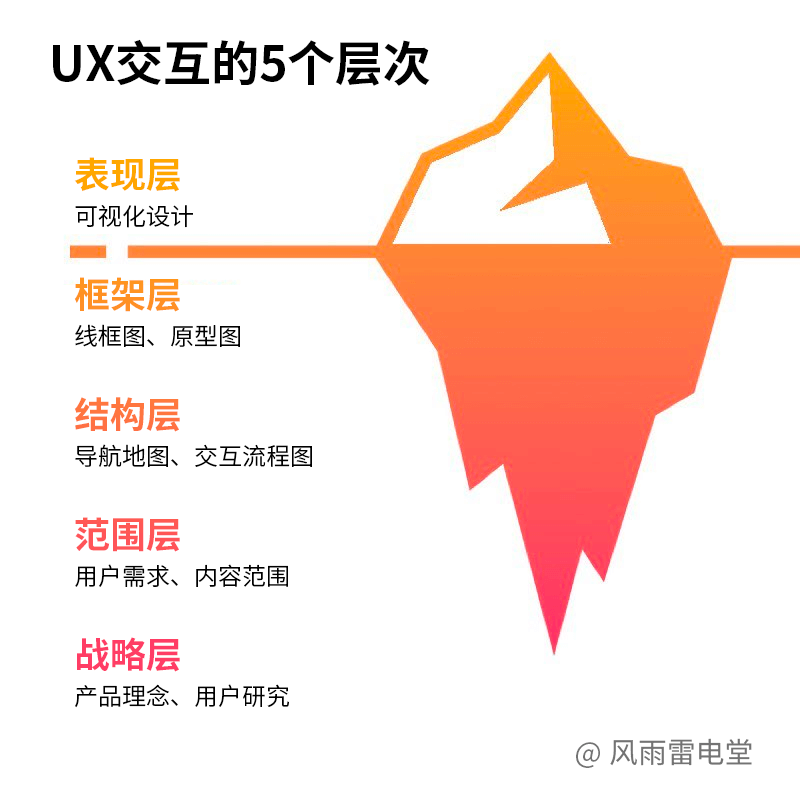 UX交互的5个层次
表现层
可视化设计
框架层
线框图、原型图
结构层
导航地图、交互流程图
范围层
用户需求、内容范围
战略层
产品理念、用户研究
@ 风雨雷电堂